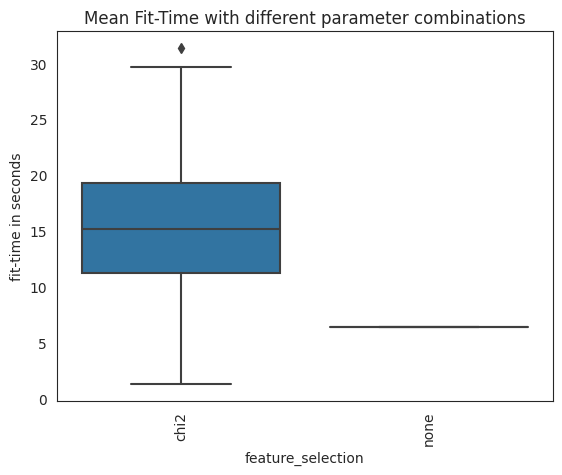 Mean Fit-Time with different parameter combinations
30
25
20
15
10
5
0
fit-time in seconds
chi2
none
feature_selection